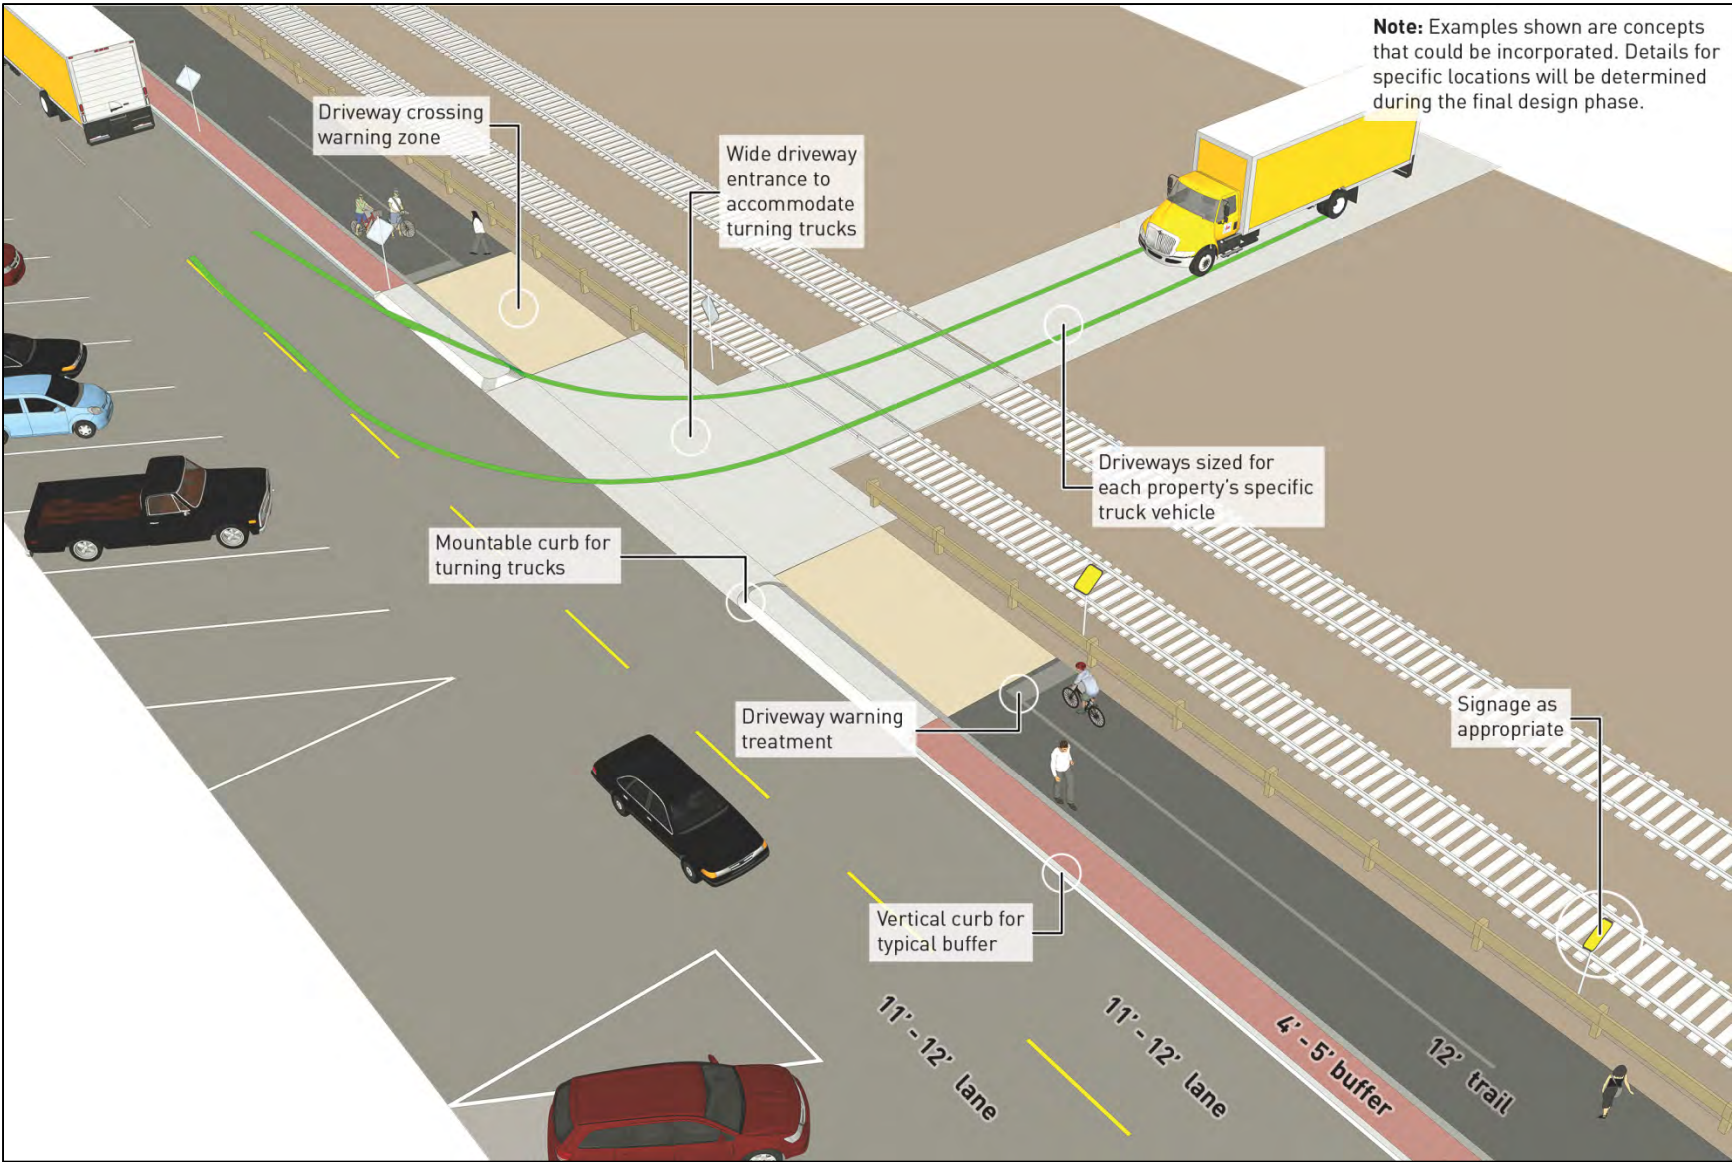 Note: Examples shown are concepts
that could be incorporated. Details for
specific locations will be determined
during the final design phase.
Driveway crossing
warning zone
Wide driveway
entrance to
accommodate
turning trucks
Driveways sized for
each property's specific
truck vehicle
Mountable curb for
turning trucks
Driveway warning
treatment
Signage as
appropriate
Vertical curb for
typical buffer
11' - 12' lane
11' - 12' lane
4' - 5' buffer
12' trail